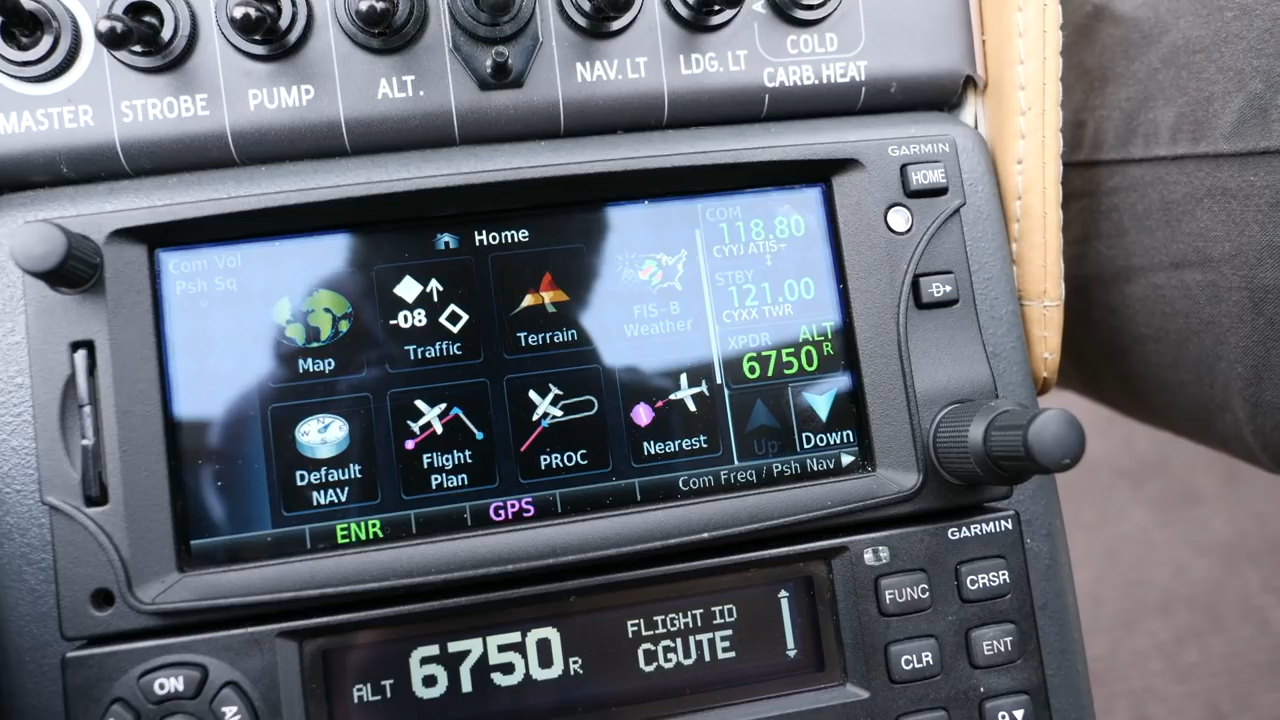 MASTER
STROBE
PUMP
ALT.
NAV. LT
LDG. LT
COLD
CARB. HEAT
GARMIN
HOME
Com Vol
Psh Sq
Home
COM
118.80
CYYJ ATIS
STBY
121.00
CYXX TWR
XPDR ALT
6750 R
Map
-08
Traffic
Terrain
FIS-B
Weather
Default
NAV
Flight
Plan
PROC
Nearest
Up
Down
Com Freq / Psh Nav
ENR
GPS
D
GARMIN
FUNC
CRSR
CLR
ENT
ON
ALT 6750 R
FLIGHT ID
CGUTE